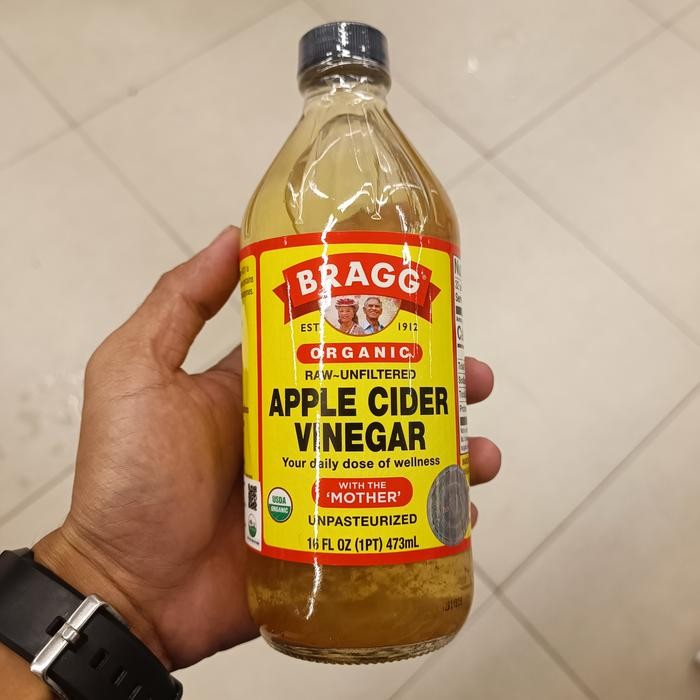 BRAGG
EST. 1912
ORGANIC
RAW~UNFILTERED
APPLE CIDER
VINEGAR
Your daily dose of wellness
WITH THE
'MOTHER'
USDA
ORGANIC
UNPASTEURIZED
16 FL OZ (1PT) 473mL